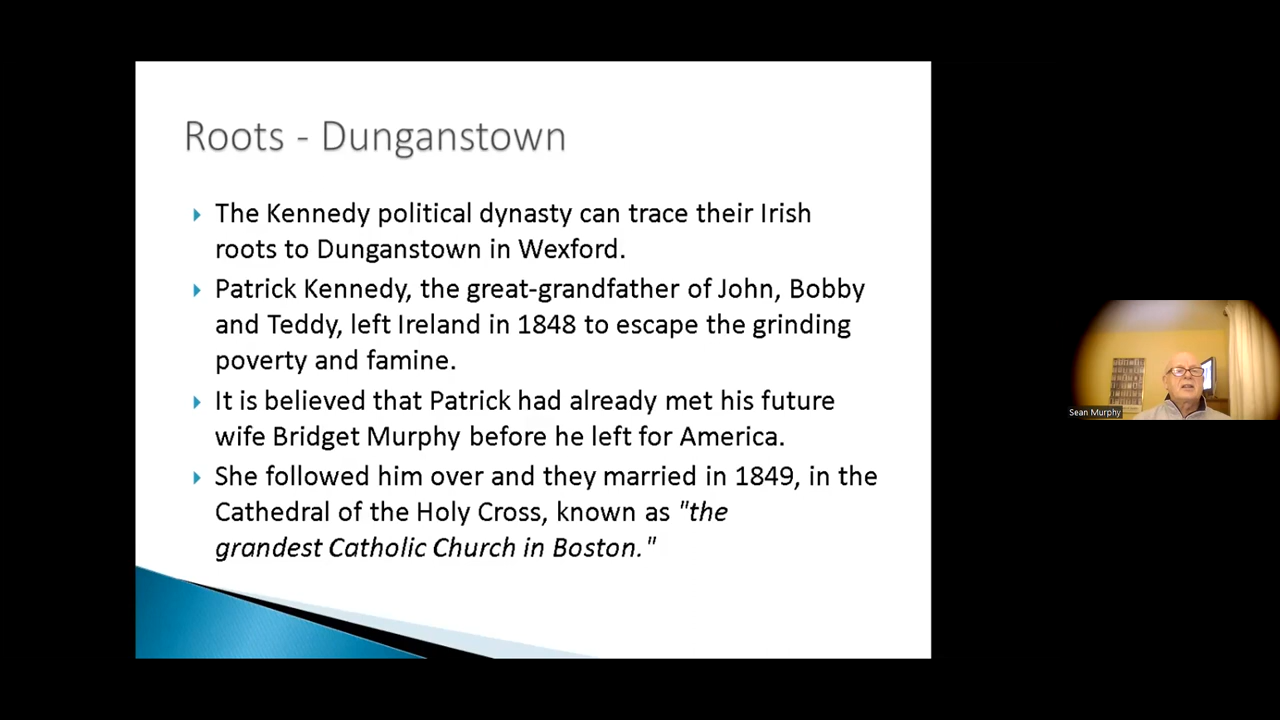 Roots - Dunganstown
The Kennedy political dynasty can trace their Irish
roots to Dunganstown in Wexford.
Patrick Kennedy, the great-grandfather of John, Bobby
and Teddy, left Ireland in 1848 to escape the grinding
poverty and famine.
It is believed that Patrick had already met his future
wife Bridget Murphy before he left for America.
She followed him over and they married in 1849, in the
Cathedral of the Holy Cross, known as "the
grandest Catholic Church in Boston."
Sean Murphy